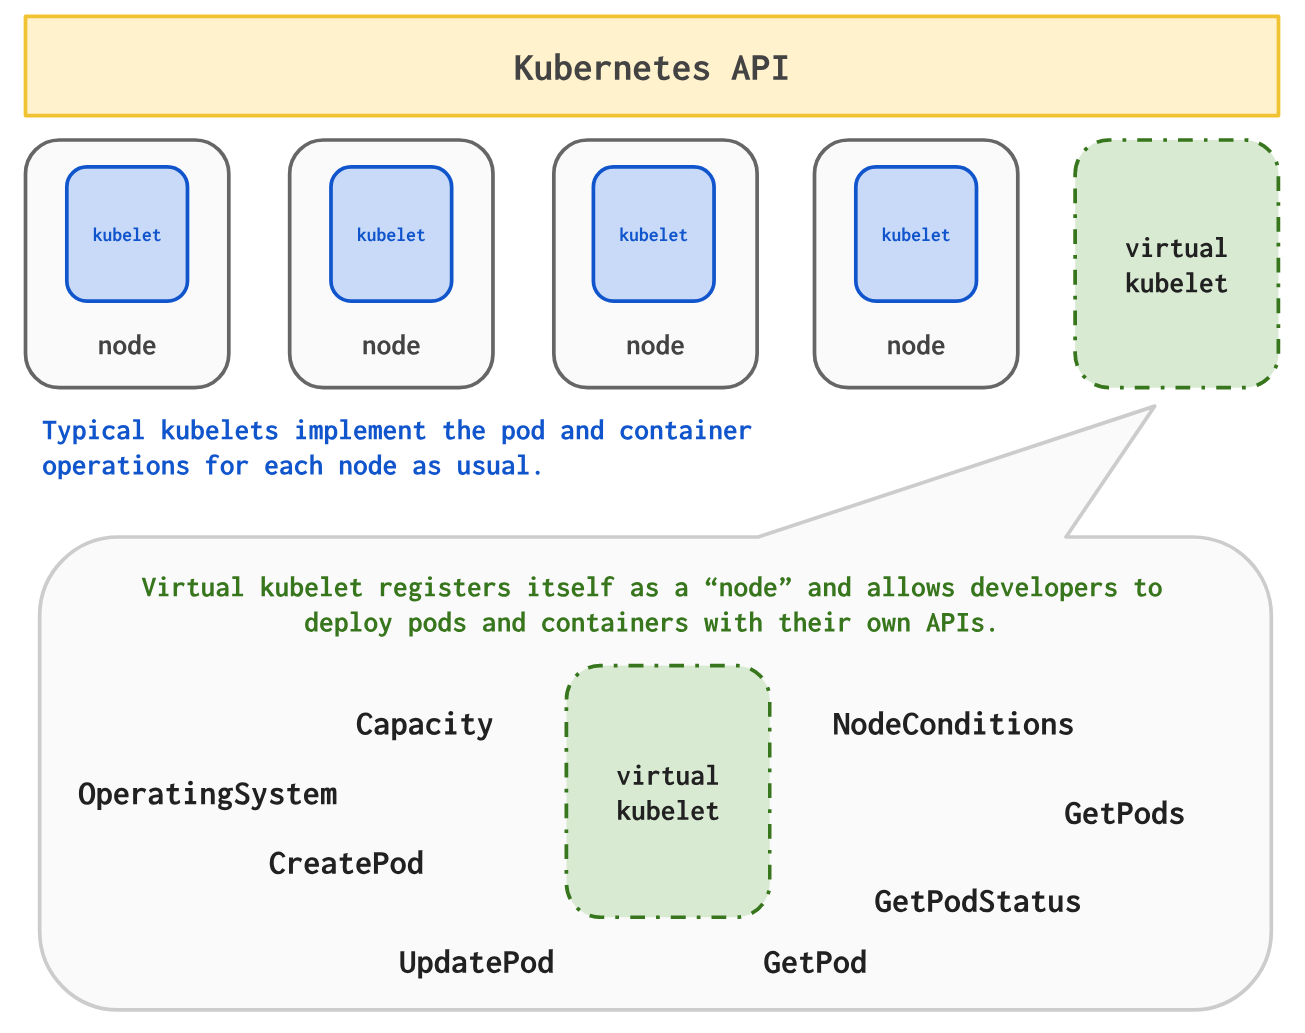 Kubernetes API
kubelet
kubelet
kubelet
kubelet
virtual
kubelet
node
node
node
node
Typical kubelets implement the pod and container
operations for each node as usual.
Virtual kubelet registers itself as a “node” and allows developers to
deploy pods and containers with their own APIs.
Capacity
NodeConditions
virtual
kubelet
OperatingSystem
GetPods
CreatePod
GetPodStatus
UpdatePod
GetPod